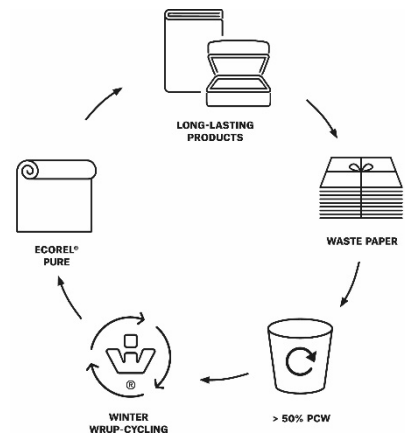 LONG-LASTING
PRODUCTS
WASTE PAPER
> 50% PCW
WINTER
WRUP-CYCLING
®
ECOREL®
PURE